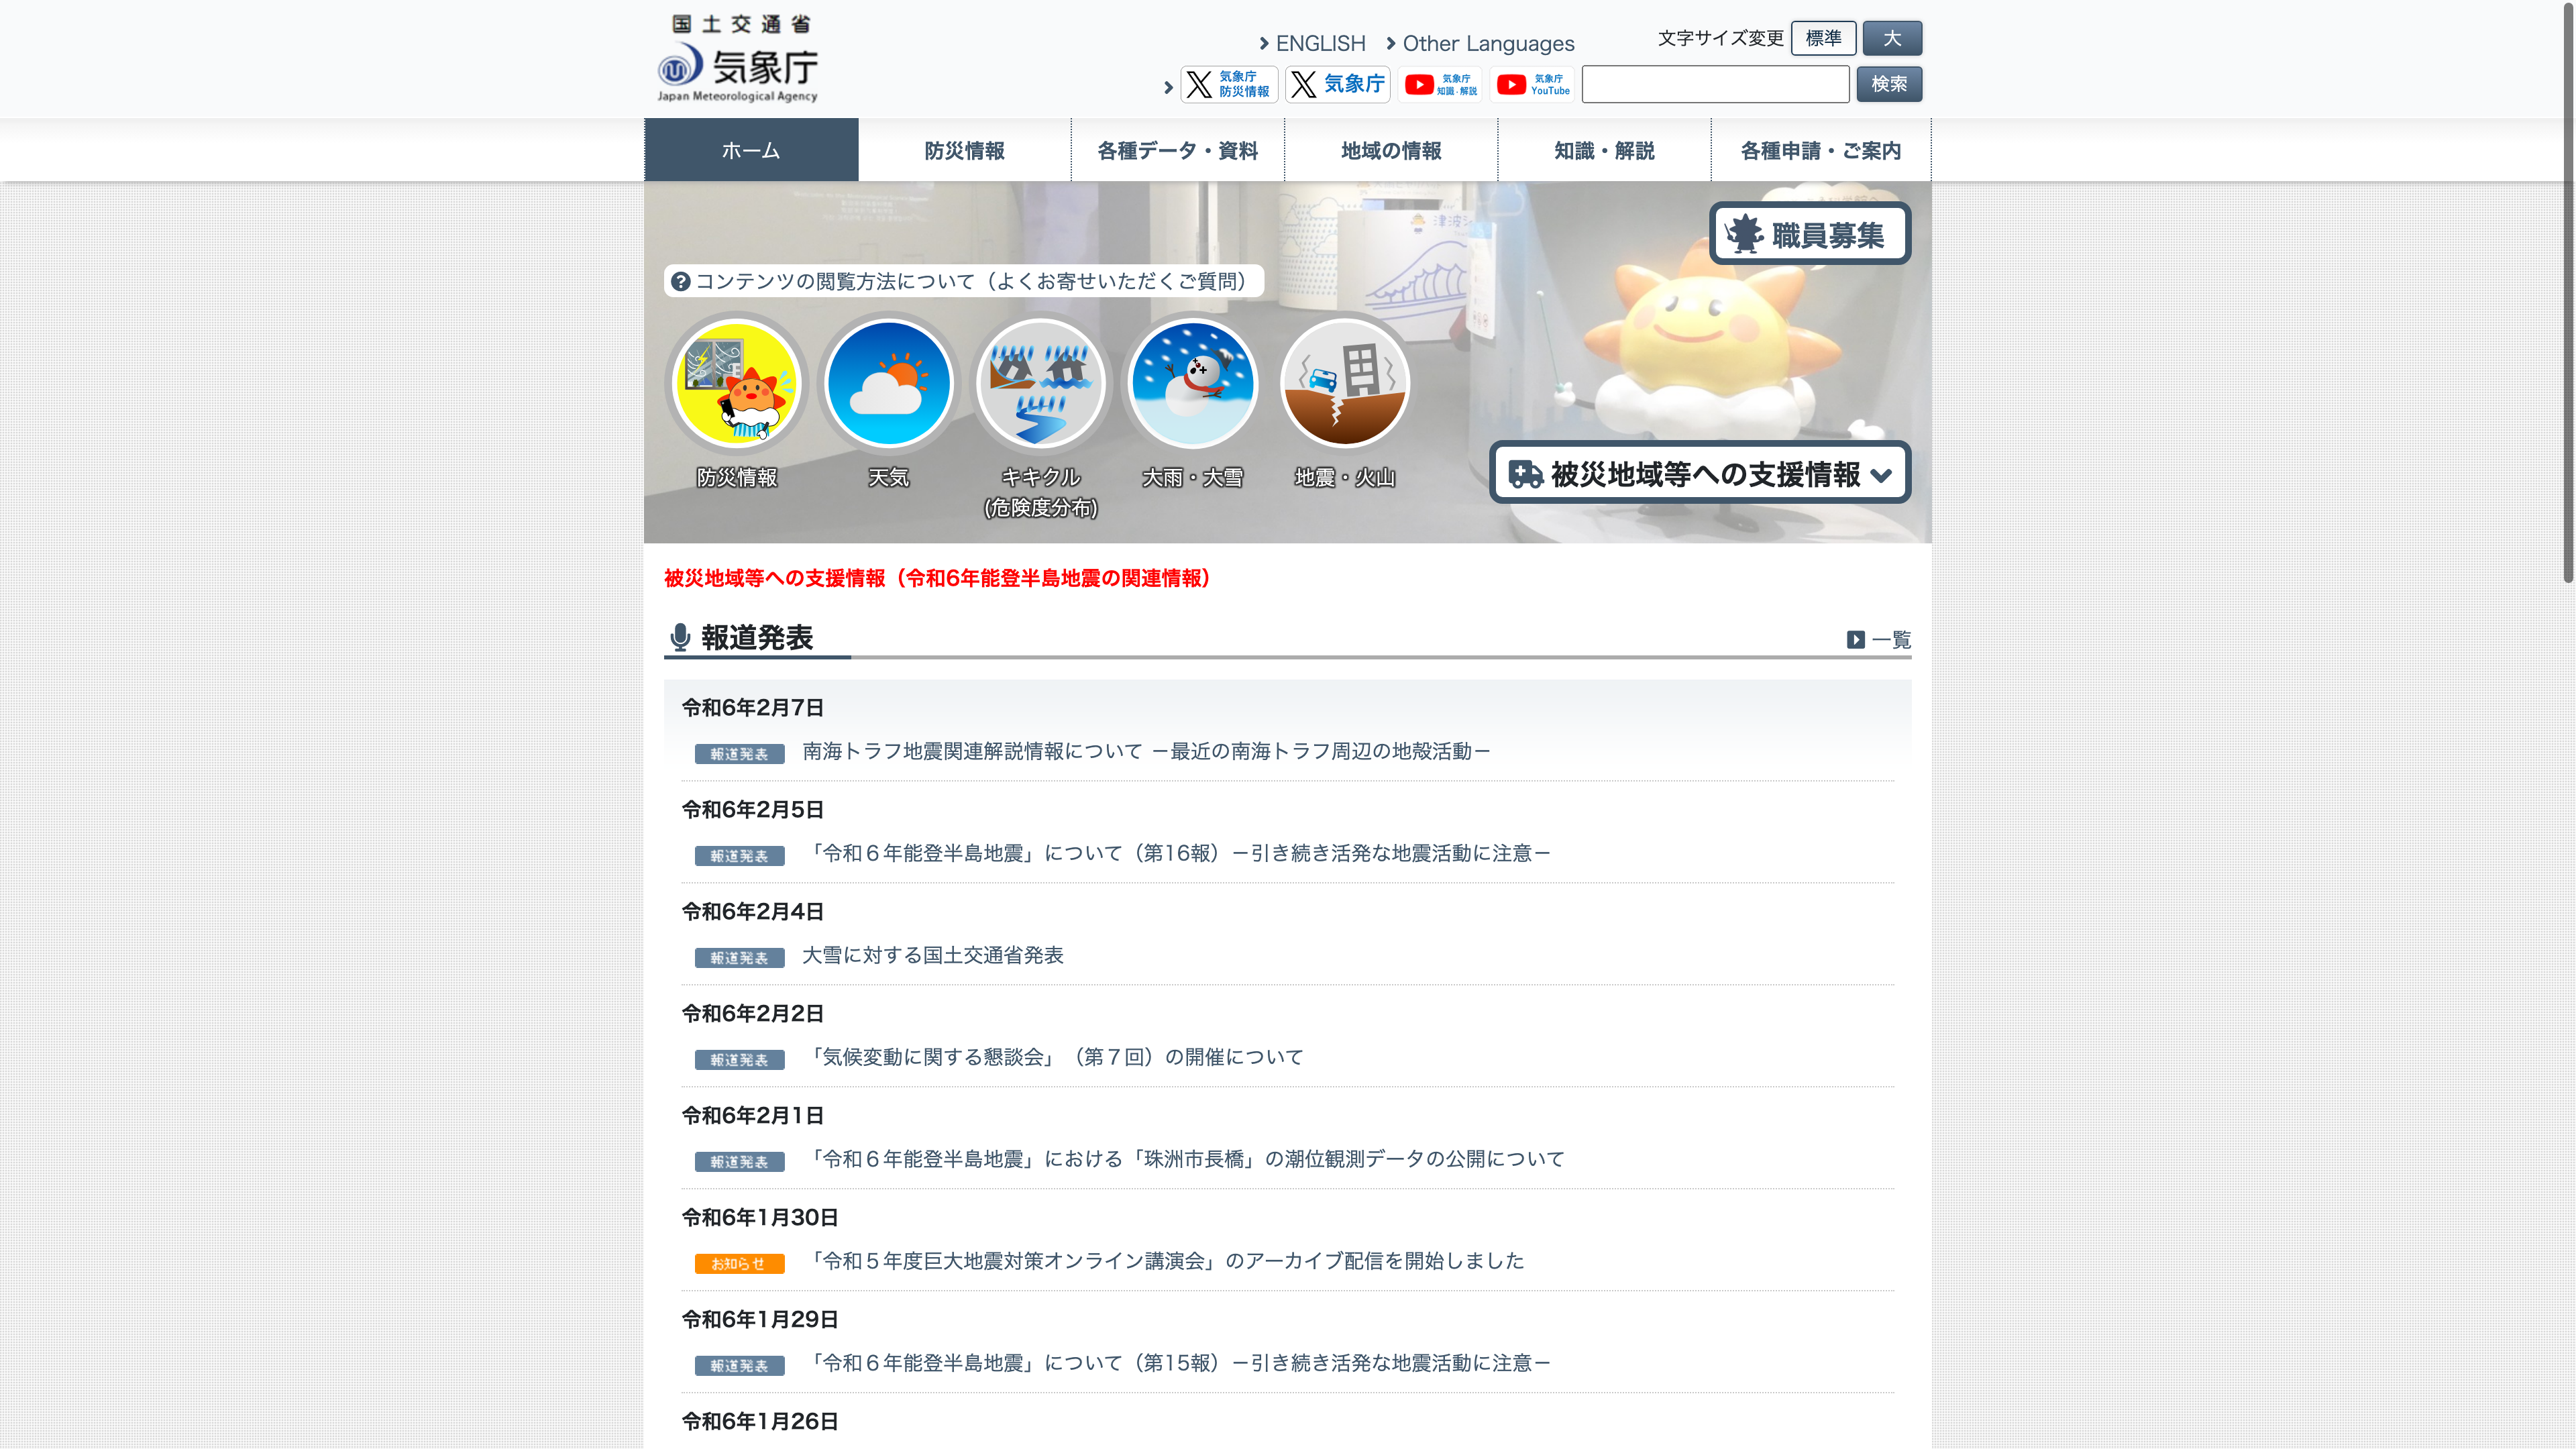 国土交通省
気象庁
Japan Meteorological Agency
ENGLISH Other Languages
文字サイズ変更 標準 大
気象庁 防災情報
気象庁
気象庁 知識・解説
気象庁 YouTube
検索
ホーム 防災情報 各種データ・資料 地域の情報 知識・解説 各種申請・ご案内
職員募集
コンテンツの閲覧方法について（よくお寄せいただくご質問）
防災情報 天気 キキクル 大雨・大雪 地震・火山
(危険度分布)
被災地域等への支援情報
被災地域等への支援情報（令和6年能登半島地震の関連情報）
報道発表 一覧
令和6年2月7日
報道発表 南海トラフ地震関連解説情報について －最近の南海トラフ周辺の地殻活動－
令和6年2月5日
報道発表 「令和６年能登半島地震」について（第16報）－引き続き活発な地震活動に注意－
令和6年2月4日
報道発表 大雪に対する国土交通省発表
令和6年2月2日
報道発表 「気候変動に関する懇談会」（第７回）の開催について
令和6年2月1日
報道発表 「令和６年能登半島地震」における「珠洲市長橋」の潮位観測データの公開について
令和6年1月30日
お知らせ 「令和５年度巨大地震対策オンライン講演会」のアーカイブ配信を開始しました
令和6年1月29日
報道発表 「令和６年能登半島地震」について（第15報）－引き続き活発な地震活動に注意－
令和6年1月26日